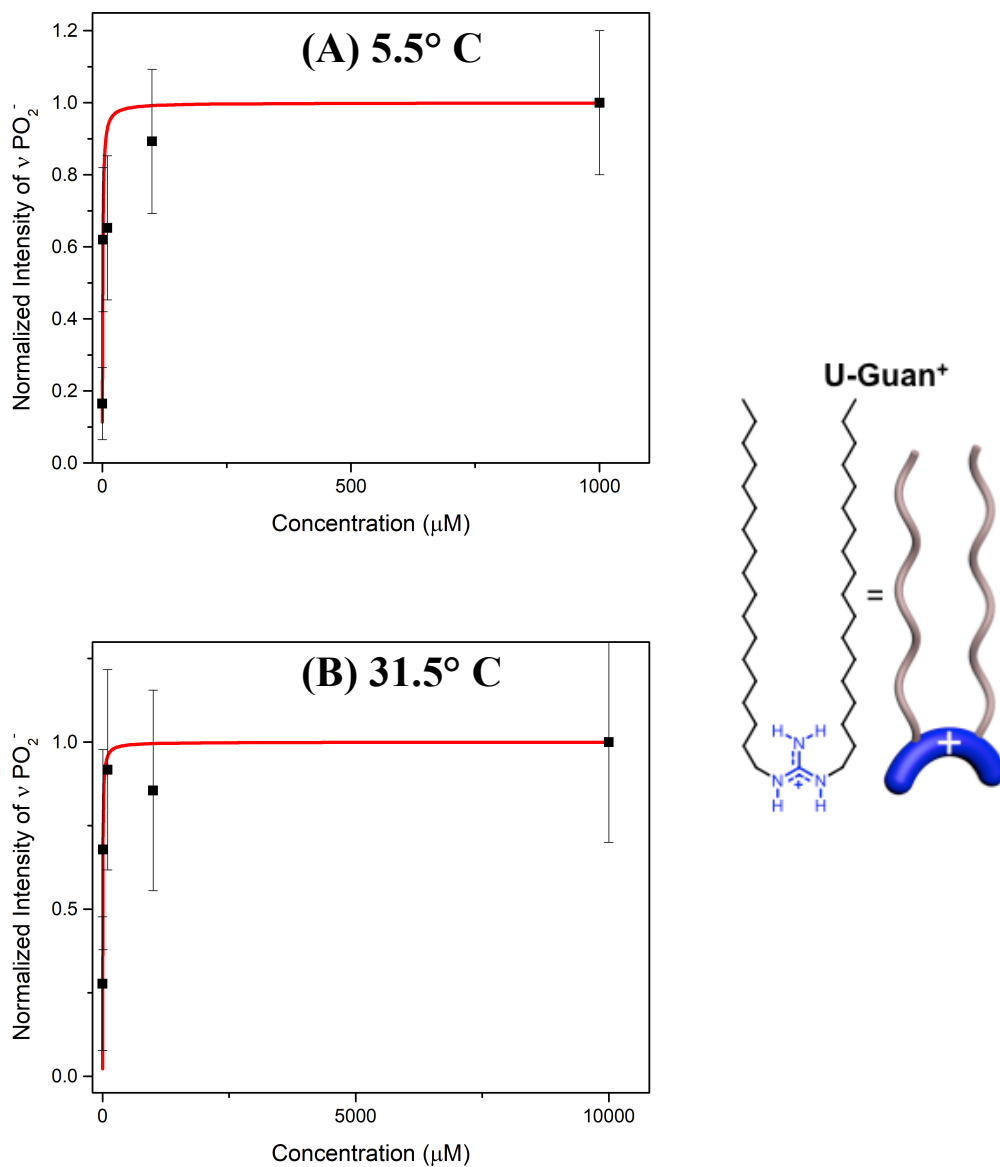 (A) 5.5° C
Normalized Intensity of ν PO₂⁻
1.2
1.0
0.8
0.6
0.4
0.2
0.0
0
500
1000
Concentration (μM)
(B) 31.5° C
Normalized Intensity of ν PO₂⁻
1.0
0.5
0.0
0
5000
10000
Concentration (μM)
U-Guan⁺
=
+
H
N
H
N
+
N
H
H